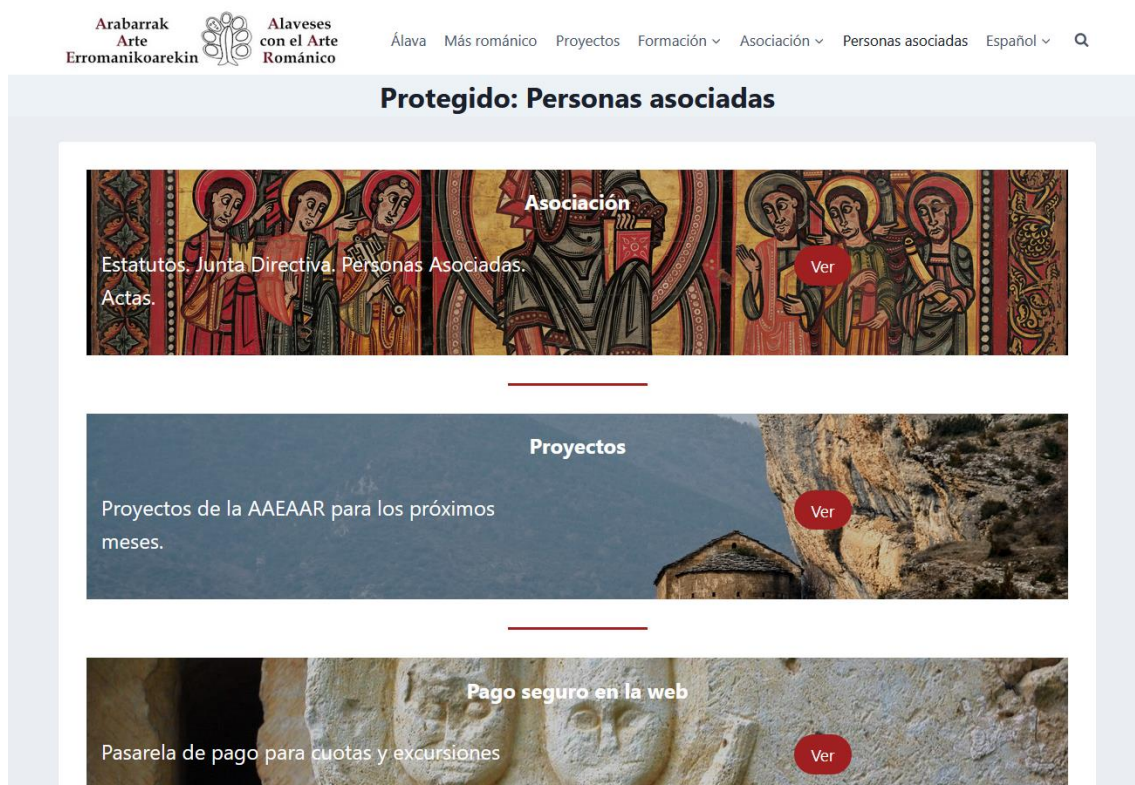 Arabarrak
Arte
Erromanikoarekin
Alaveses
con el Arte
Románico
Álava Más románico Proyectos Formación Asociación Personas asociadas Español
Protegido: Personas asociadas
Asociación
Estatutos. Junta Directiva. Personas Asociadas.
Actas.
Ver
Proyectos
Proyectos de la AAEAAR para los próximos
meses.
Ver
Pago seguro en la web
Pasarela de pago para cuotas y excursiones
Ver